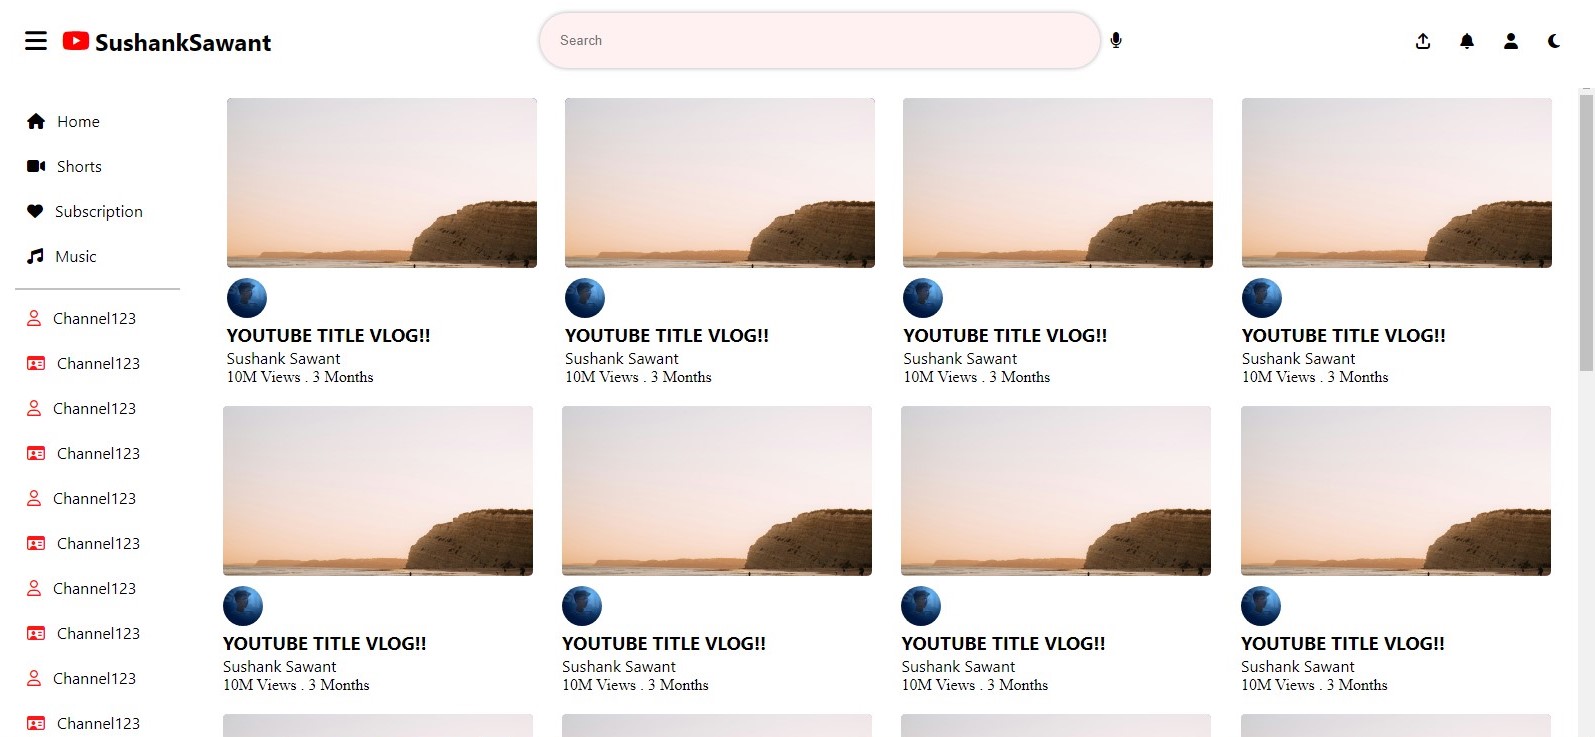 SushankSawant
Search
Home
Shorts
Subscription
Music
Channel123
Channel123
Channel123
Channel123
Channel123
Channel123
Channel123
Channel123
Channel123
Channel123
YOUTUBE TITLE VLOG!!
Sushank Sawant
10M Views . 3 Months
YOUTUBE TITLE VLOG!!
Sushank Sawant
10M Views . 3 Months
YOUTUBE TITLE VLOG!!
Sushank Sawant
10M Views . 3 Months
YOUTUBE TITLE VLOG!!
Sushank Sawant
10M Views . 3 Months
YOUTUBE TITLE VLOG!!
Sushank Sawant
10M Views . 3 Months
YOUTUBE TITLE VLOG!!
Sushank Sawant
10M Views . 3 Months
YOUTUBE TITLE VLOG!!
Sushank Sawant
10M Views . 3 Months
YOUTUBE TITLE VLOG!!
Sushank Sawant
10M Views . 3 Months